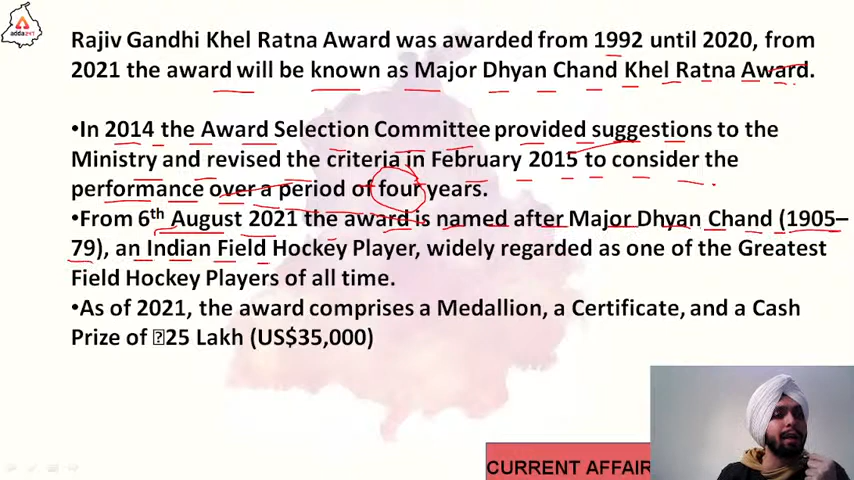 adda247
Rajiv Gandhi Khel Ratna Award was awarded from 1992 until 2020, from
2021 the award will be known as Major Dhyan Chand Khel Ratna Award.
•In 2014 the Award Selection Committee provided suggestions to the
Ministry and revised the criteria in February 2015 to consider the
performance over a period of four years.
•From 6th August 2021 the award is named after Major Dhyan Chand (1905–
79), an Indian Field Hockey Player, widely regarded as one of the Greatest
Field Hockey Players of all time.
•As of 2021, the award comprises a Medallion, a Certificate, and a Cash
Prize of 25 Lakh (US$35,000)
CURRENT AFFAIR